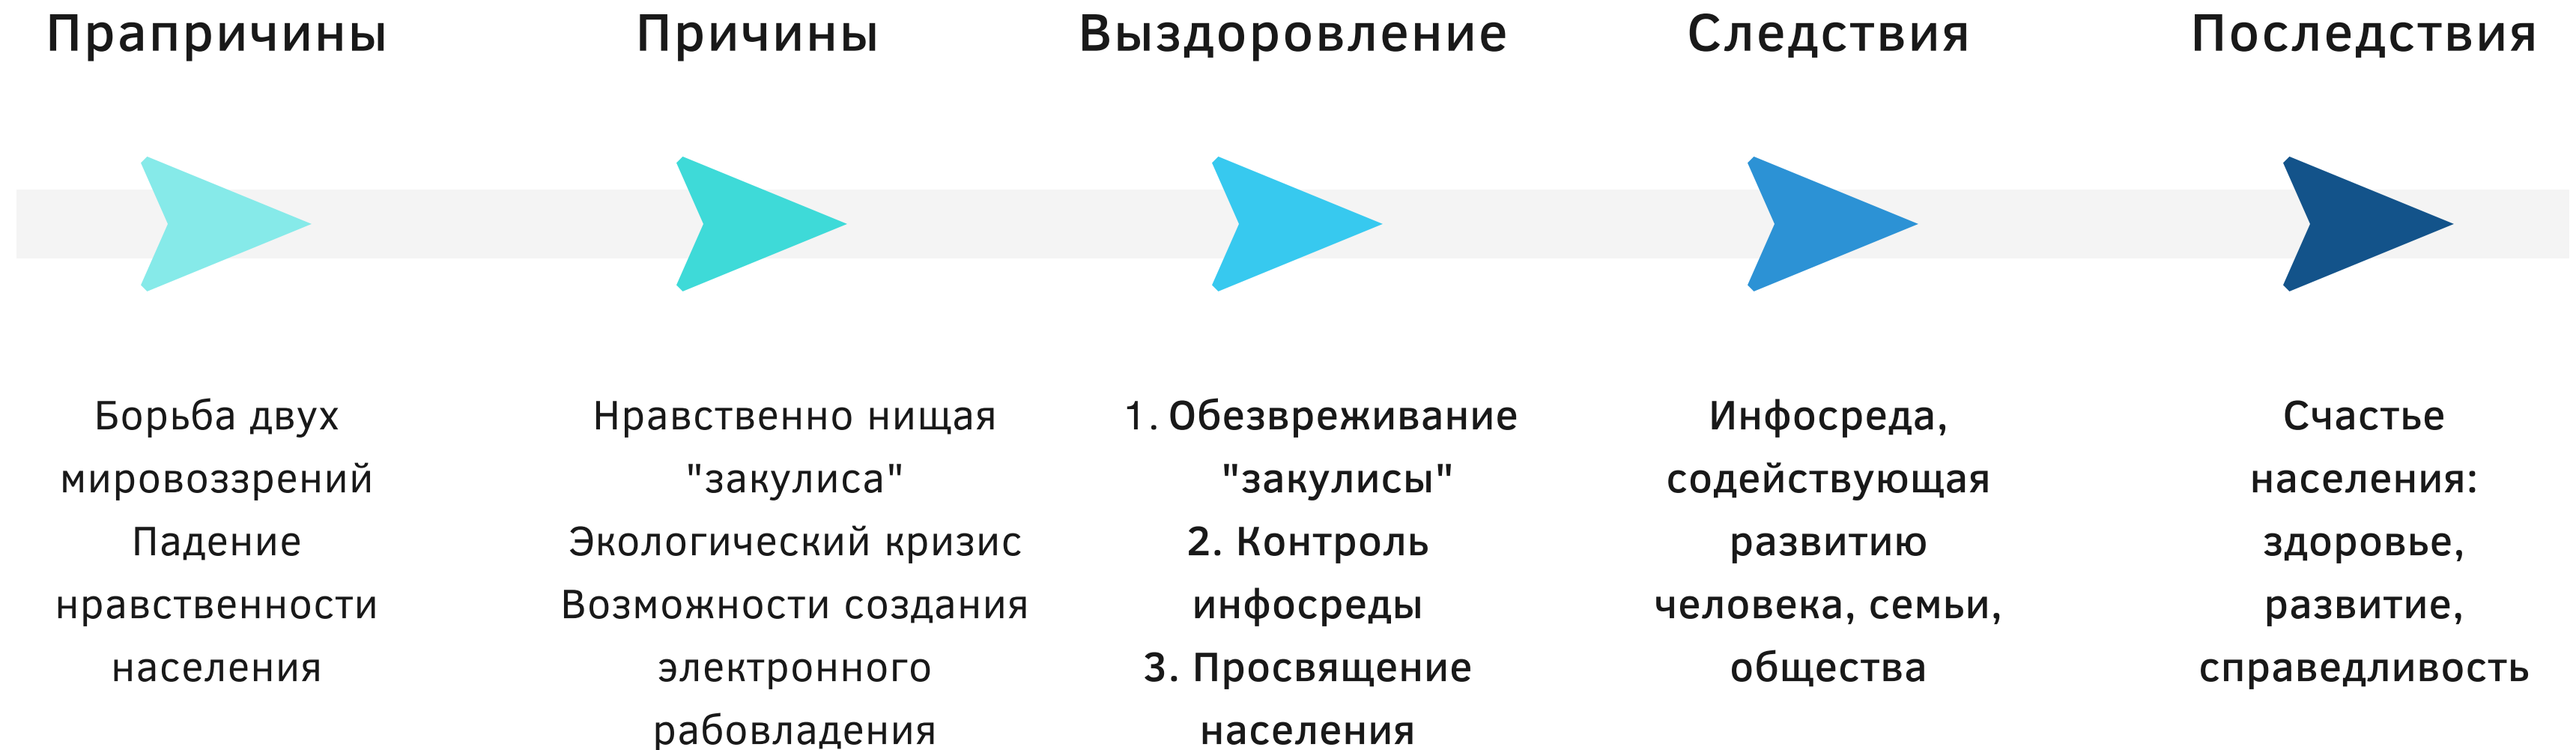 Прапричины
Причины
Выздоровление
Следствия
Последствия
Борьба двух
мировоззрений
Падение
нравственности
населения
Нравственно нищая
"закулиса"
Экологический кризис
Возможности создания
электронного
рабовладения
1. Обезвреживание
"закулисы"
2. Контроль
инфосреды
3. Просвящение
населения
Инфосреда,
содействующая
развитию
человека, семьи,
общества
Счастье
населения:
здоровье,
развитие,
справедливость